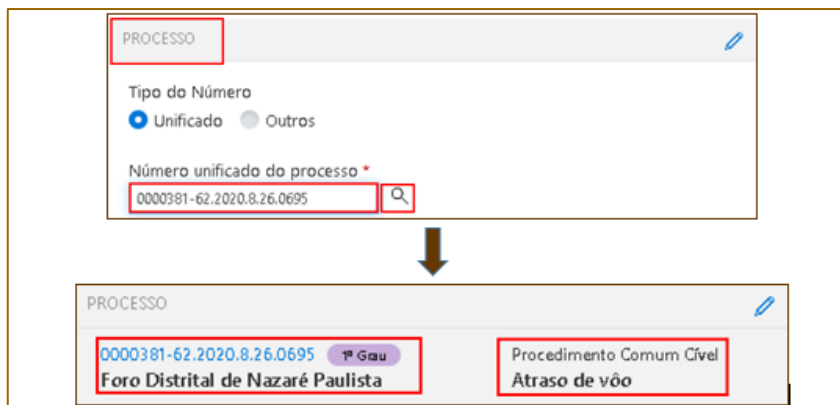 PROCESSO
Tipo do Número
Unificado Outros
Número unificado do processo *
0000381-62.2020.8.26.0695
PROCESSO
0000381-62.2020.8.26.0695 1º Grau Procedimento Comum Cível
Foro Distrital de Nazaré Paulista Atraso de vôo